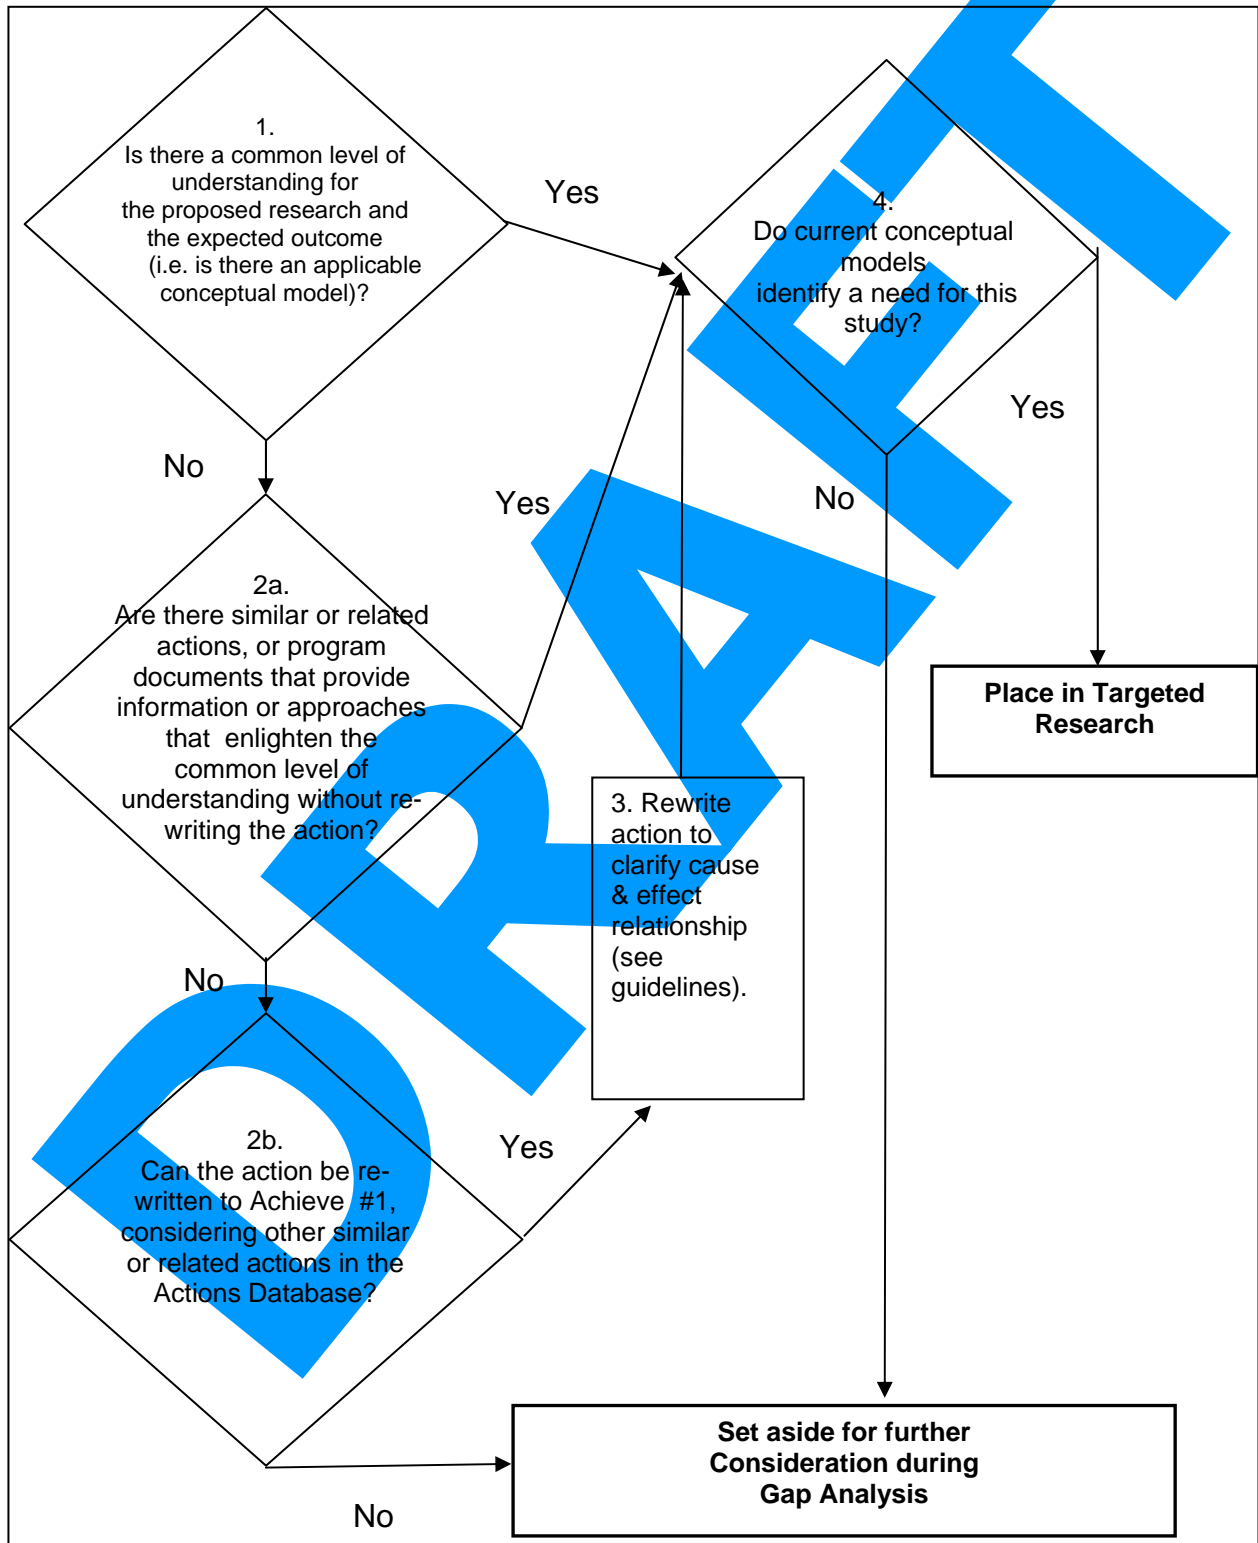 1.
Is there a common level of
understanding for
the proposed research and
the expected outcome
(i.e. is there an applicable
conceptual model)?
Yes
No
4.
Do current conceptual
models
identify a need for this
study?
Yes
No
2a.
Are there similar or related
actions, or program
documents that provide
information or approaches
that enlighten the
common level of
understanding without re-
writing the action?
Yes
No
Place in Targeted
Research
3. Rewrite
action to
clarify cause
& effect
relationship
(see
guidelines).
2b.
Can the action be re-
written to Achieve #1,
considering other similar
or related actions in the
Actions Database?
Yes
No
Set aside for further
Consideration during
Gap Analysis
DRAFT